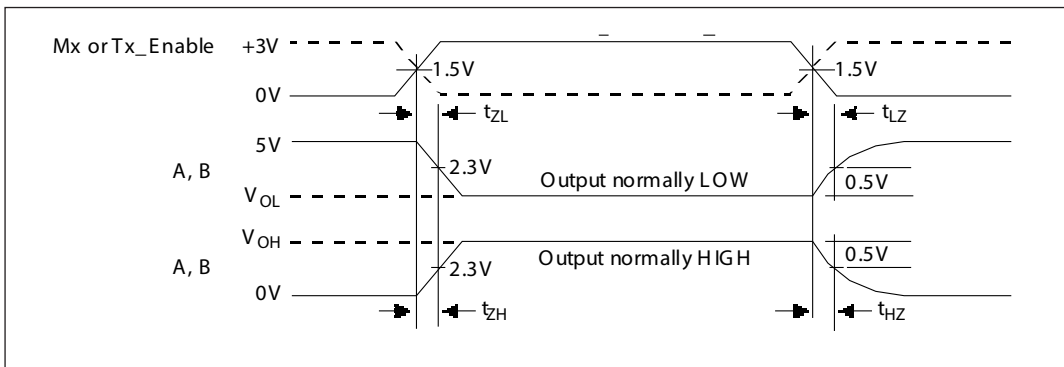 Mx or Tx_Enable +3V
1.5V 1.5V
0V
tZL tLZ
5V
A, B 2.3V
Output normally LOW 0.5V
VOL
VOH
Output normally HIGH 0.5V
A, B 2.3V
0V
tZH tHZ